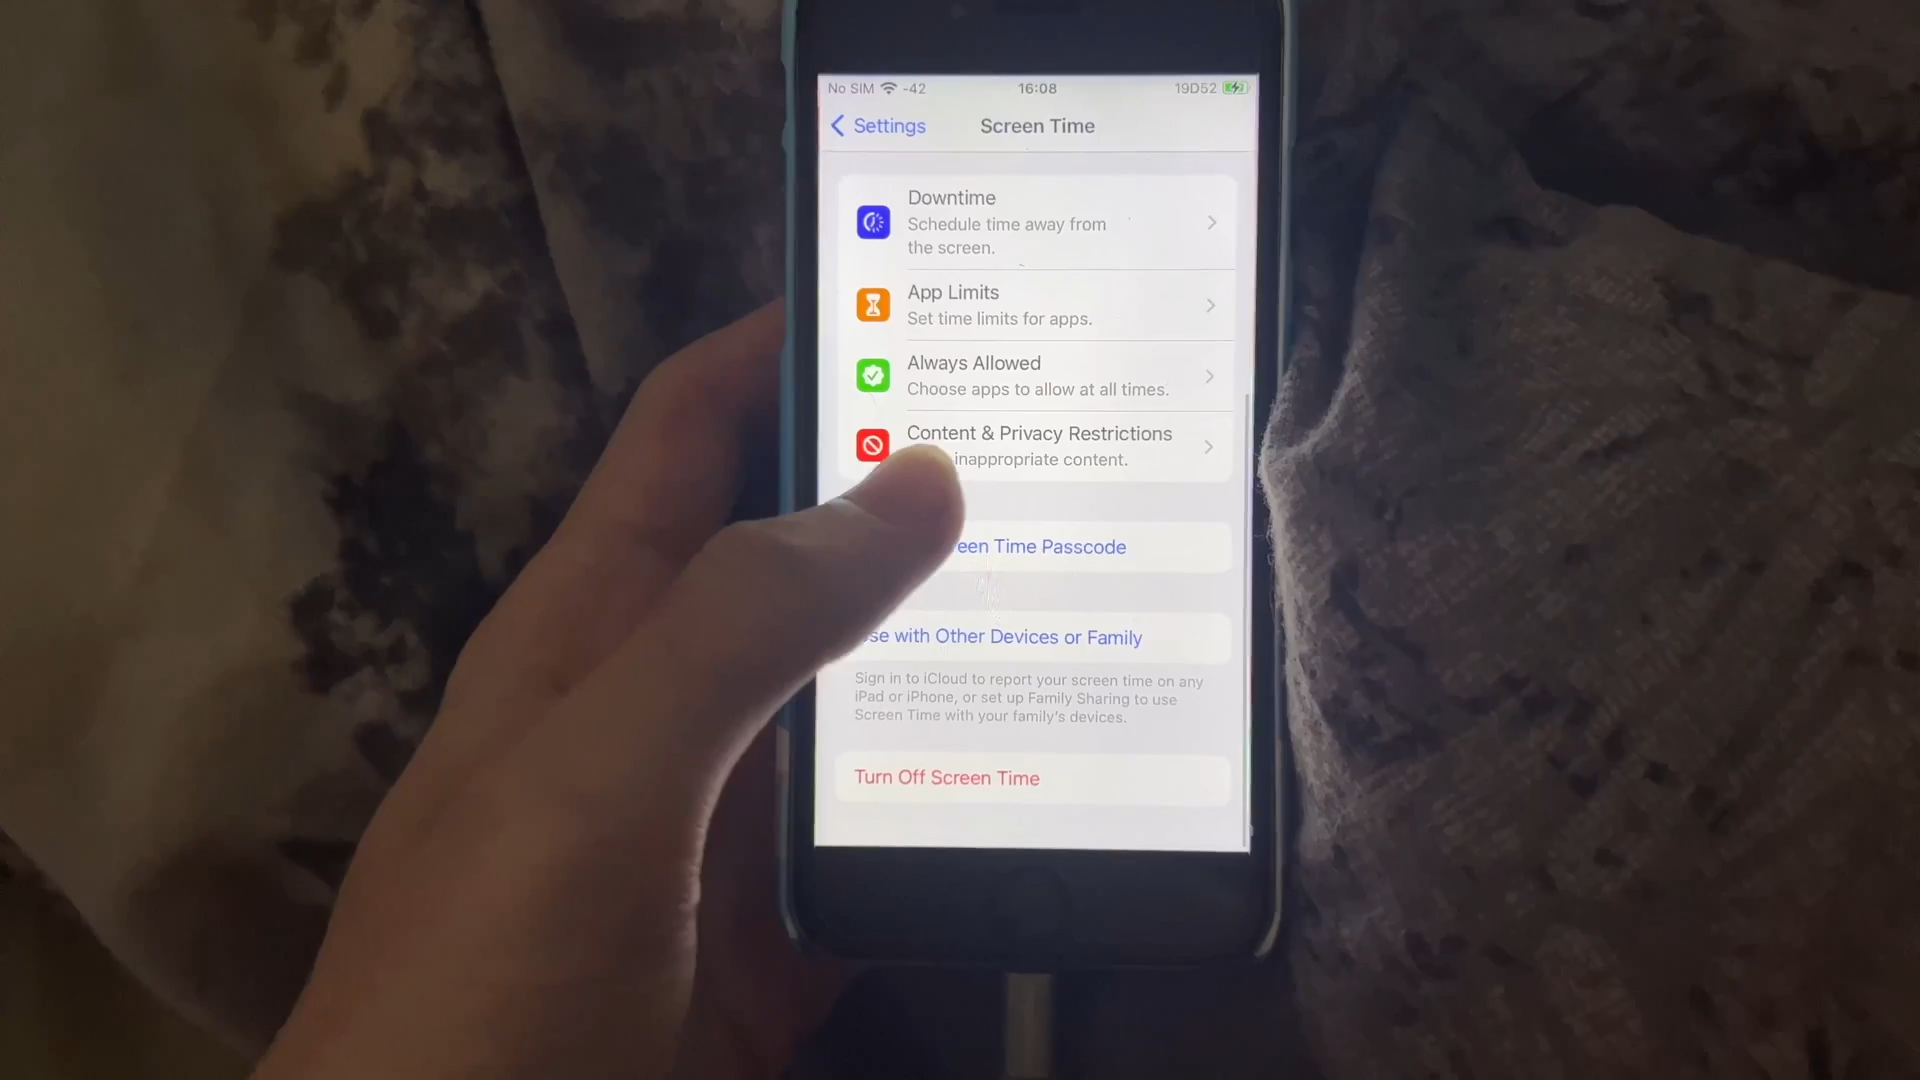 No SIM -42 16:08 19D52
Settings Screen Time
Downtime
Schedule time away from
the screen.
App Limits
Set time limits for apps.
Always Allowed
Choose apps to allow at all times.
Content & Privacy Restrictions
inappropriate content.
Time Passcode
with Other Devices or Family
Sign in to iCloud to report your screen time on any
iPad or iPhone, or set up Family Sharing to use
Screen Time with your family's devices.
Turn Off Screen Time